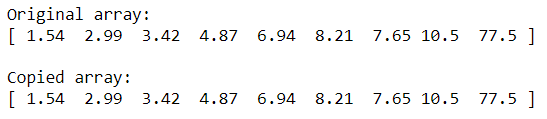 Original array:
[ 1.54  2.99  3.42  4.87  6.94  8.21  7.65 10.5  77.5 ]
Copied array:
[ 1.54  2.99  3.42  4.87  6.94  8.21  7.65 10.5  77.5 ]